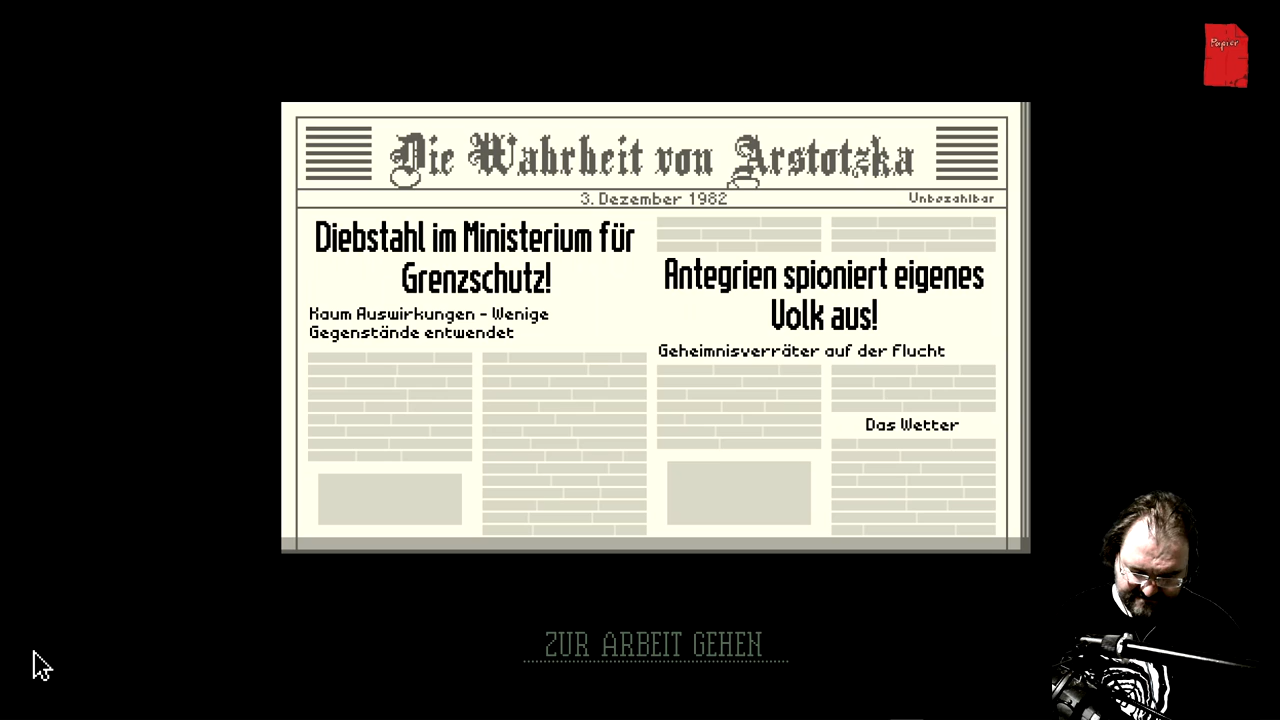 Papier
Die Wahrheit von Arstotzka
3. Dezember 1982
Unbezahlbar
Diebstahl im Ministerium für
Grenzschutz!
Kaum Auswirkungen - Wenige
Gegenstände entwendet
Antegrien spioniert eigenes
Volk aus!
Geheimnisverräter auf der Flucht
Das Wetter
ZUR ARBEIT GEHEN